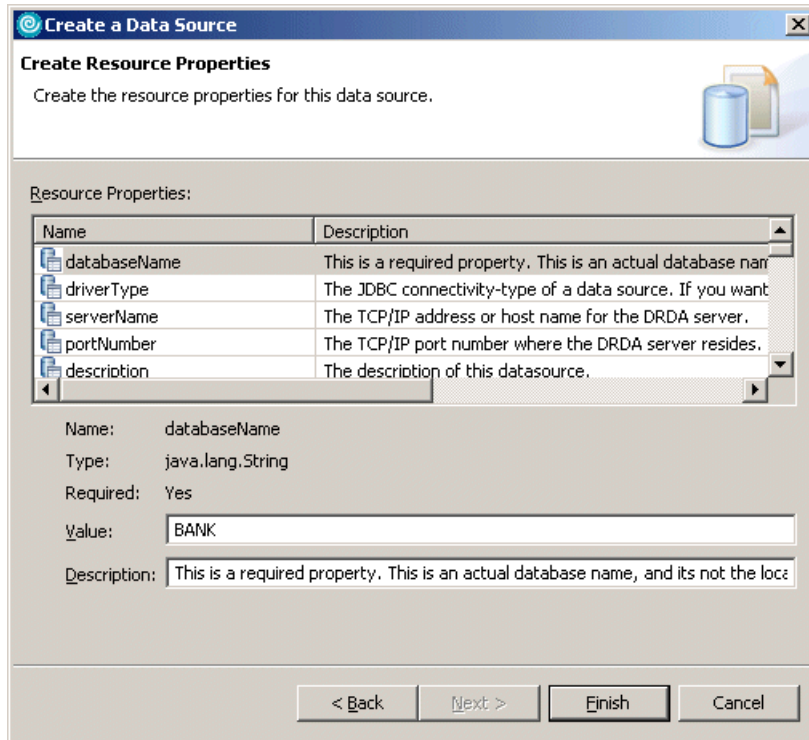 Create a Data Source
Create Resource Properties
Create the resource properties for this data source.
Resource Properties:
Name Description
databaseName This is a required property. This is an actual database nam
driverType The JDBC connectivity-type of a data source. If you want
serverName The TCP/IP address or host name for the DRDA server.
portNumber The TCP/IP port number where the DRDA server resides.
description The description of this datasource.
Name: databaseName
Type: java.lang.String
Required: Yes
Value: BANK
Description: This is a required property. This is an actual database name, and its not the loca
< Back Next > Finish Cancel